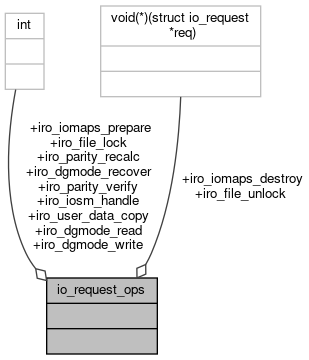 int
void(*)(struct io_request
*req)
+iro_iomaps_prepare
+iro_file_lock
+iro_parity_recalc
+iro_dgmode_recover
+iro_parity_verify
+iro_iosm_handle
+iro_user_data_copy
+iro_dgmode_read
+iro_dgmode_write
+iro_iomaps_destroy
+iro_file_unlock
io_request_ops